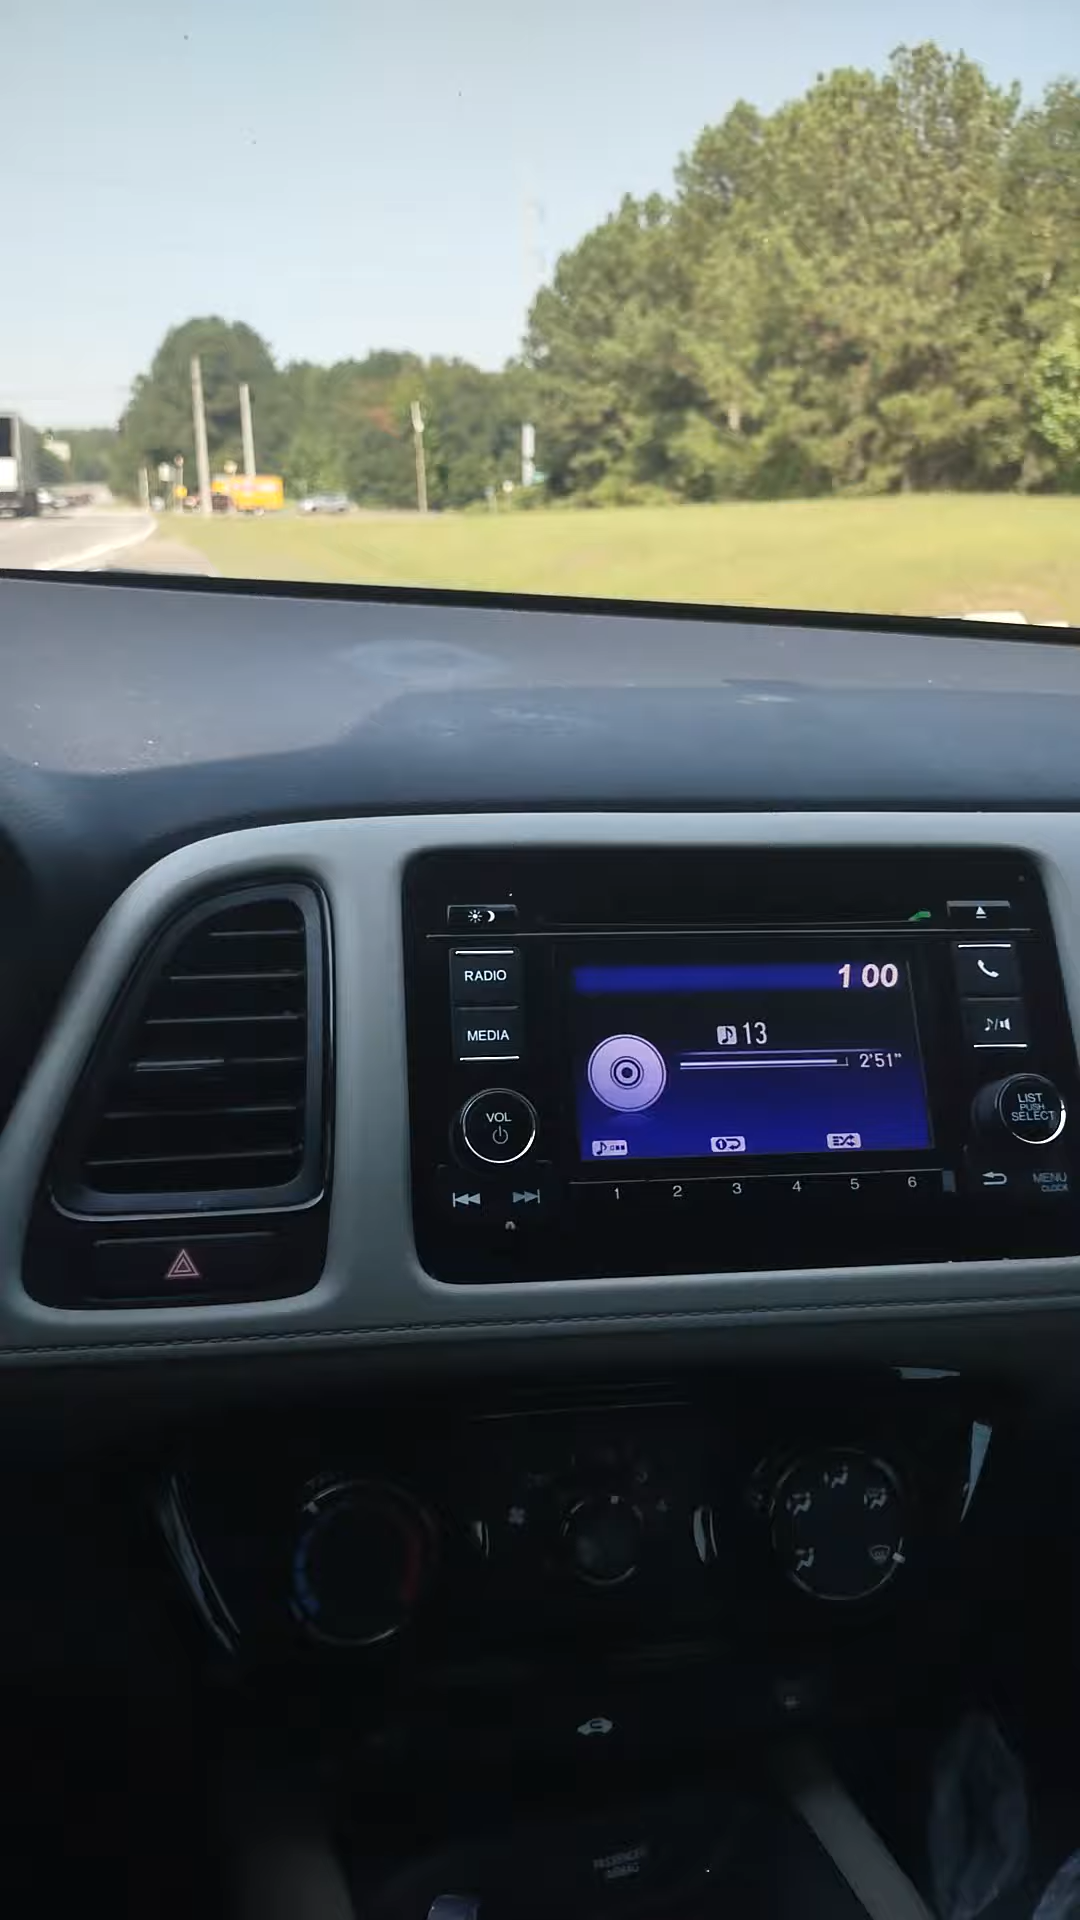 RADIO
1 00
MEDIA
13
2'51"
VOL
LIST
PUSH
SELECT
1 2 3 4 5 6
MENU
CLOCK